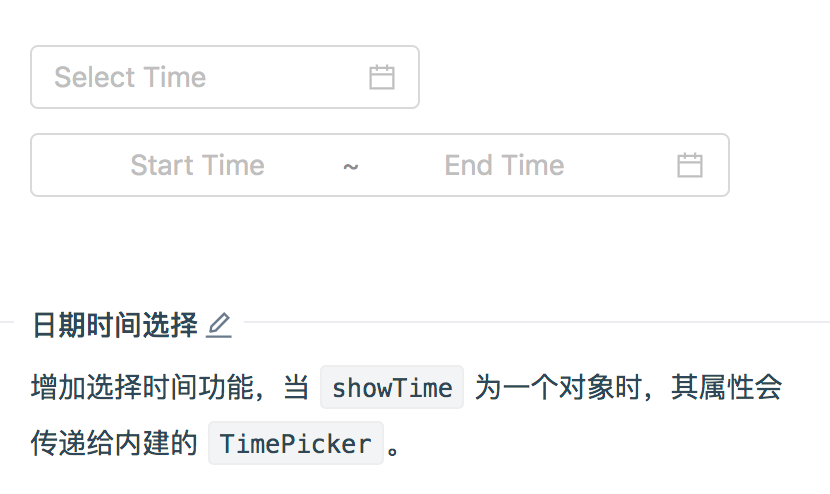 Select Time
Start Time ~ End Time
日期时间选择
增加选择时间功能，当 showTime 为一个对象时，其属性会
传递给内建的 TimePicker 。